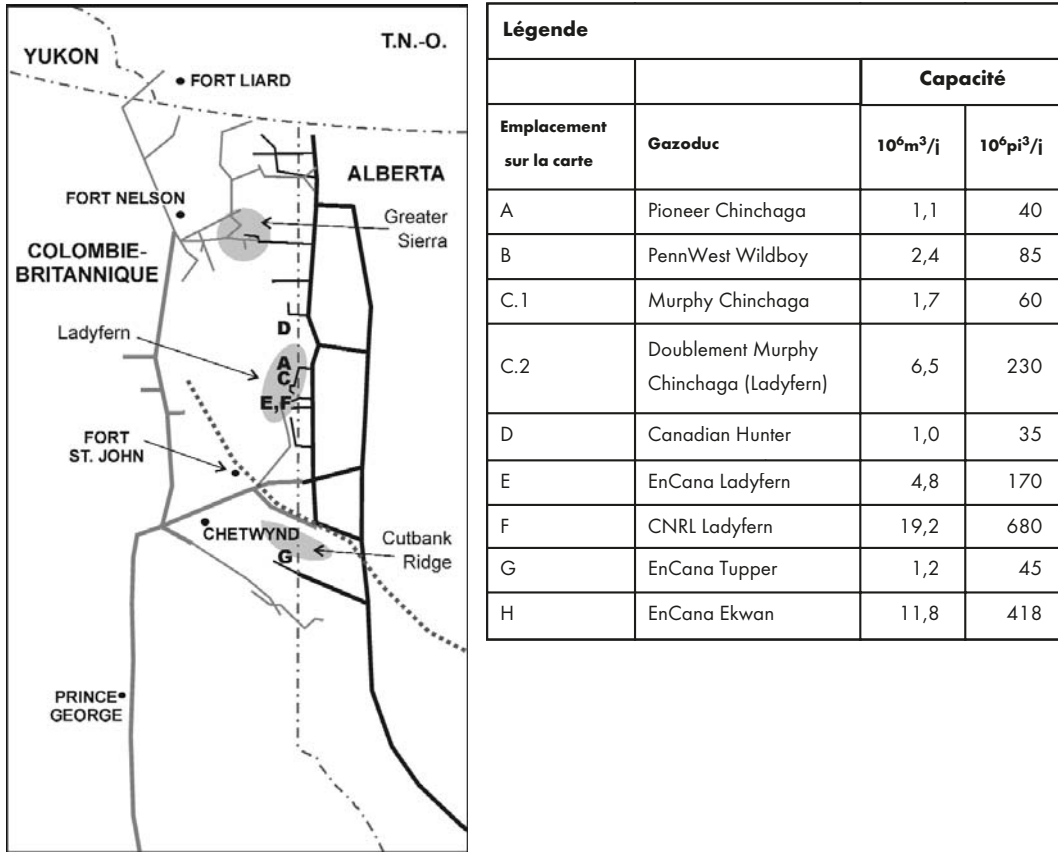 T.N.-O.
YUKON
FORT LIARD
ALBERTA
FORT NELSON
Greater
Sierra
COLOMBIE-
BRITANNIQUE
D
Ladyfern
A
C
E,F
FORT
ST. JOHN
CHETWYND
Cutbank
Ridge
G
PRINCE
GEORGE
Légende
Capacité
Emplacement
sur la carte
Gazoduc
10⁶m³/j
10⁶pi³/j
A Pioneer Chinchaga 1,1 40
B PennWest Wildboy 2,4 85
C.1 Murphy Chinchaga 1,7 60
C.2 Doublement Murphy
Chinchaga (Ladyfern) 6,5 230
D Canadian Hunter 1,0 35
E EnCana Ladyfern 4,8 170
F CNRL Ladyfern 19,2 680
G EnCana Tupper 1,2 45
H EnCana Ekwan 11,8 418